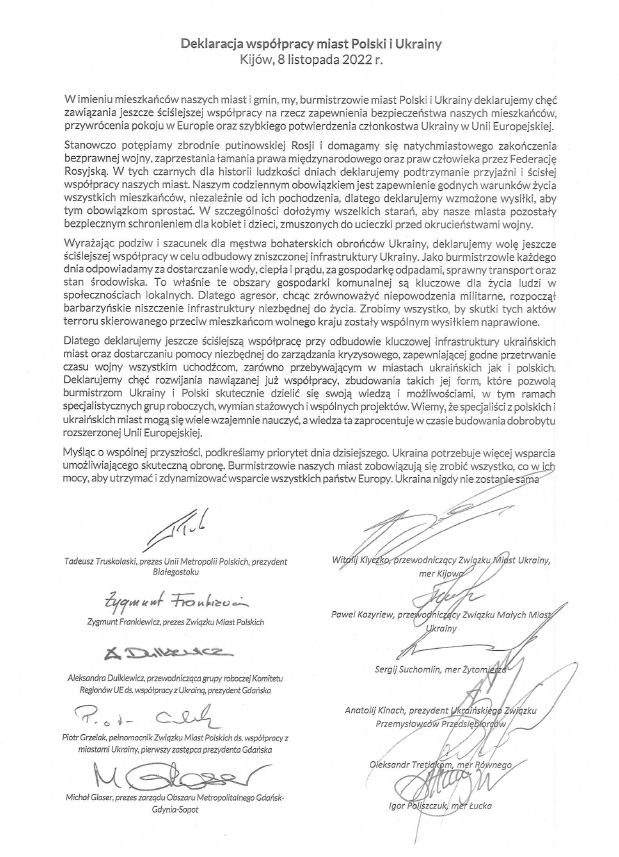 Deklaracja współpracy miast Polski i Ukrainy
Kijów, 8 listopada 2022 r.
W imieniu mieszkańców naszych miast i gmin, my, burmistrzowie miast Polski i Ukrainy deklarujemy chęć
zawiązania jeszcze ściślejszej współpracy na rzecz zapewnienia bezpieczeństwa naszych mieszkańców,
przywrócenia pokoju w Europie oraz szybkiego potwierdzenia członkostwa Ukrainy w Unii Europejskiej.
Stanowczo potępiamy zbrodnie putinowskiej Rosji i domagamy się natychmiastowego zakończenia
bezprawnej wojny, zaprzestania łamania prawa międzynarodowego oraz praw człowieka przez Federację
Rosyjską. W tych czarnych dla historii ludzkości dniach deklarujemy podtrzymanie przyjaźni i ścisłej
współpracy naszych miast. Naszym codziennym obowiązkiem jest zapewnienie godnych warunków życia
wszystkich mieszkańców, niezależnie od ich pochodzenia, dlatego deklarujemy wzmożone wysiłki, aby
tym obowiązkom sprostać. W szczególności dołożymy wszelkich starań, aby nasze miasta pozostały
bezpiecznym schronieniem dla kobiet i dzieci, zmuszonych do ucieczki przed okrucieństwami wojny.
Wyrażając podziw i szacunek dla męstwa bohaterskich obrońców Ukrainy, deklarujemy wolę jeszcze
ściślejszej współpracy w celu odbudowy zniszczonej infrastruktury Ukrainy. Jako burmistrzowie każdego
dnia odpowiadamy za dostarczanie wody, ciepła i prądu, za gospodarkę odpadami, sprawny transport oraz
stan środowiska. To właśnie te obszary gospodarki komunalnej są kluczowe dla życia ludzi w
społecznościach lokalnych. Dlatego agresor, chcąc zrównoważyć niepowodzenia militarne, rozpoczął
barbarzyńskie niszczenie infrastruktury niezbędnej do życia. Zrobimy wszystko, by skutki tych aktów
terroru skierowanego przeciw mieszkańcom wolnego kraju zostały wspólnym wysiłkiem naprawione.
Dlatego deklarujemy jeszcze ściślejszą współpracę przy odbudowie kluczowej infrastruktury ukraińskich
miast oraz dostarczaniu pomocy niezbędnej do zarządzania kryzysowego, zapewniającej godne przetrwanie
czasu wojny wszystkim uchodźcom, zarówno przebywającym w miastach ukraińskich jak i polskich.
Deklarujemy chęć rozwijania nawiązanej już współpracy, zbudowania takich jej form, które pozwolą
burmistrzom Ukrainy i Polski skutecznie dzielić się swoją wiedzą i możliwościami, w tym ramach
specjalistycznych grup roboczych, wymian stażowych i wspólnych projektów. Wiemy, że specjaliści z polskich i
ukraińskich miast mogą się wiele wzajemnie nauczyć, a wiedza ta zaprocentuje w czasie budowania dobrobytu
rozszerzonej Unii Europejskiej.
Myśląc o wspólnej przyszłości, podkreślamy priorytet dnia dzisiejszego. Ukraina potrzebuje więcej wsparcia
umożliwiającego skuteczną obronę. Burmistrzowie naszych miast zobowiązują się zrobić wszystko, co w ich
mocy, aby utrzymać i zdynamizować wsparcie wszystkich państw Europy. Ukraina nigdy nie zostanie sama
Tadeusz Truskolaski, prezes Unii Metropolii Polskich, prezydent
Białegostoku
Zygmunt Frankiewicz
Zygmunt Frankiewicz, prezes Związku Miast Polskich
A Dulkiewicz
Aleksandra Dulkiewicz, przewodnicząca grupy roboczej Komitetu
Regionów UE ds. współpracy z Ukrainą, prezydent Gdańska
Piotr Grzelak, pełnomocnik Związku Miast Polskich ds. współpracy z
miastami Ukrainy, pierwszy zastępca prezydenta Gdańska
M Glaser
Michał Glaser, prezes zarządu Obszaru Metropolitalnego Gdańsk-
Gdynia-Sopot
Witalij Klyczko, przewodniczący Związku Miast Ukrainy,
mer Kijowa
Paweł Kozyriew, przewodniczący Związku Małych Miast
Ukrainy
Sergij Suchomlin, mer Żytomierza
Anatolij Kinach, prezydent Ukraińskiego Związku
Przemysłowców Przedsiębiorców
Oleksandr Tretiakom, mer Równego
Igor Poliszczuk, mer Łucka